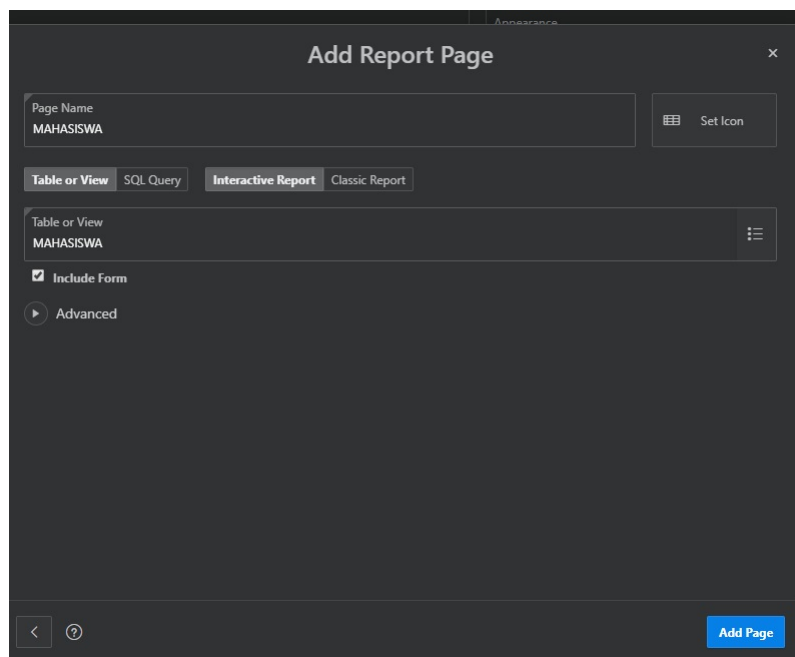 Appearance
Add Report Page
Page Name
MAHASISWA
Set Icon
Table or View SQL Query Interactive Report Classic Report
Table or View
MAHASISWA
Include Form
Advanced
Add Page